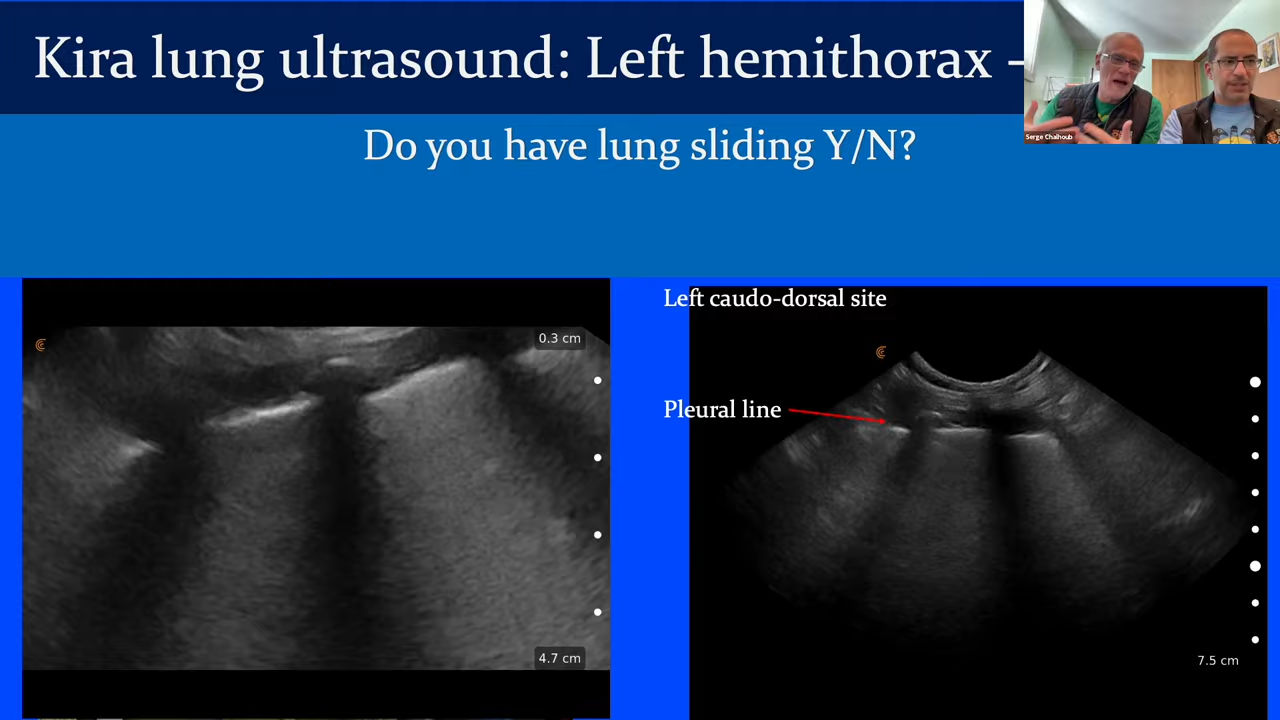 Kira lung ultrasound: Left hemithorax -
Serge Chalhoub
Do you have lung sliding Y/N?
0.3 cm
4.7 cm
Left caudo-dorsal site
Pleural line
7.5 cm